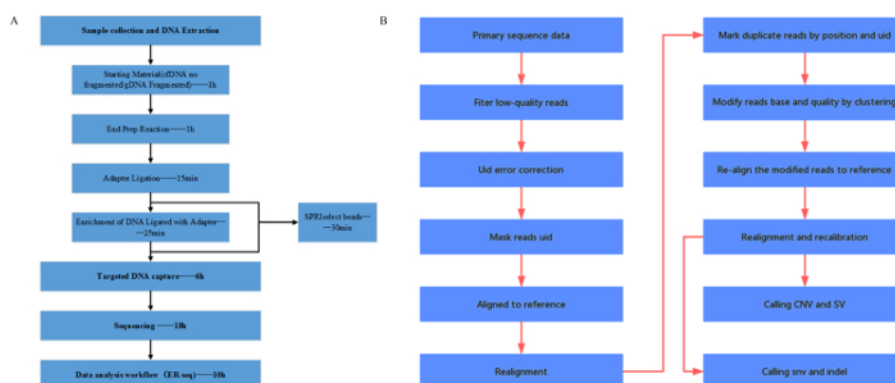 A
Sample collection and DNA Extraction
Starting Material(cfDNA no
fragmented/gDNA Fragmented)——1h
End Prep Reaction——1h
Adapter Ligation——15min
Enrichment of DNA Ligated with Adapter—
—25min
SPRIselect beads—
—30min
Targeted DNA capture——6h
Sequencing ——18h
Data analysis workflow（ER-seq)——10h
B
Primary sequence data
Fiter low-quality reads
Uid error correction
Mask reads uid
Aligned to reference
Realignment
Mark duplicate reads by position and uid
Modify reads base and quality by clustering
Re-align the modified reads to reference
Realignment and recalibration
Calling CNV and SV
Calling snv and indel